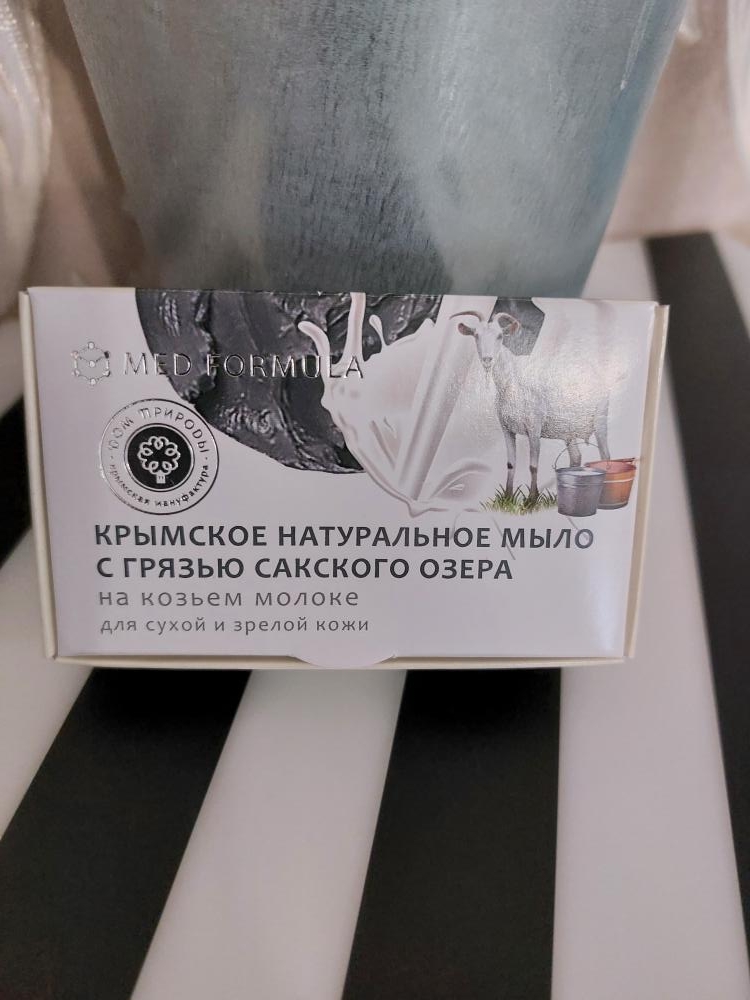 MED FORMULA
ДОМ ПРИРОДЫ
крымская мануфактура
КРЫМСКОЕ НАТУРАЛЬНОЕ МЫЛО
С ГРЯЗЬЮ САКСКОГО ОЗЕРА
на козьем молоке
для сухой и зрелой кожи